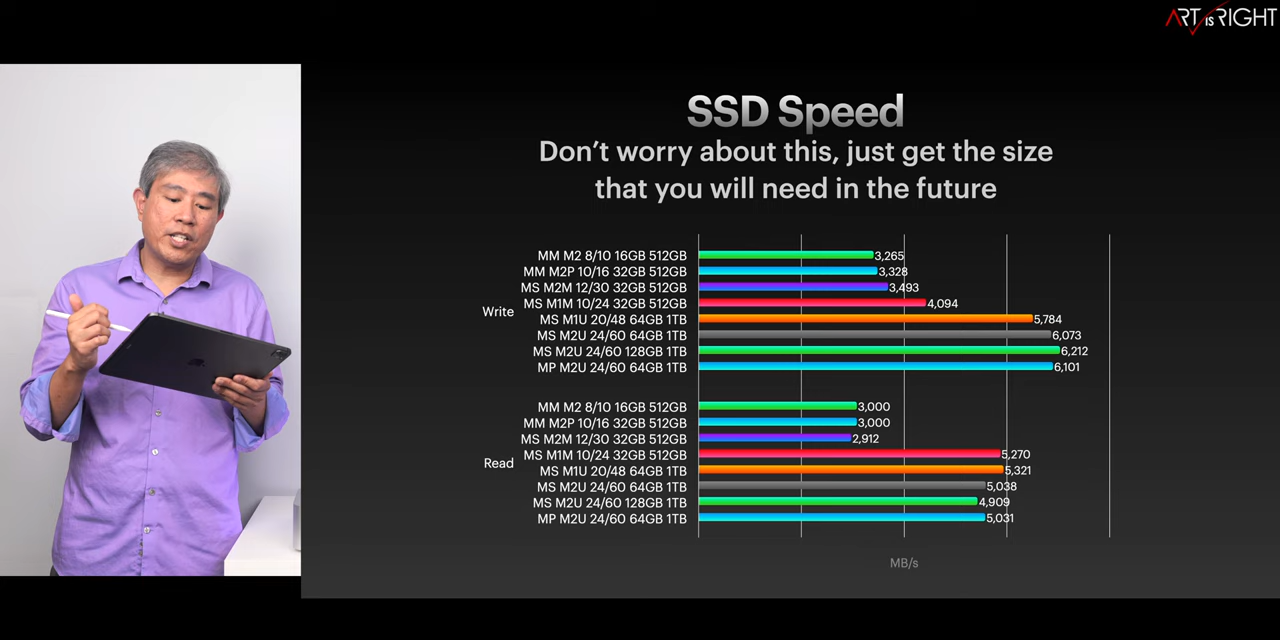 ART IS RIGHT
SSD Speed
Don't worry about this, just get the size
that you will need in the future
Write
MM M2 8/10 16GB 512GB 3,265
MM M2P 10/16 32GB 512GB 3,328
MS M2M 12/30 32GB 512GB 3,493
MS M1M 10/24 32GB 512GB 4,094
MS M1U 20/48 64GB 1TB 5,784
MS M2U 24/60 64GB 1TB 6,073
MS M2U 24/60 128GB 1TB 6,212
MP M2U 24/60 64GB 1TB 6,101
Read
MM M2 8/10 16GB 512GB 3,000
MM M2P 10/16 32GB 512GB 3,000
MS M2M 12/30 32GB 512GB 2,912
MS M1M 10/24 32GB 512GB 5,270
MS M1U 20/48 64GB 1TB 5,321
MS M2U 24/60 64GB 1TB 5,038
MS M2U 24/60 128GB 1TB 4,909
MP M2U 24/60 64GB 1TB 5,031
MB/s